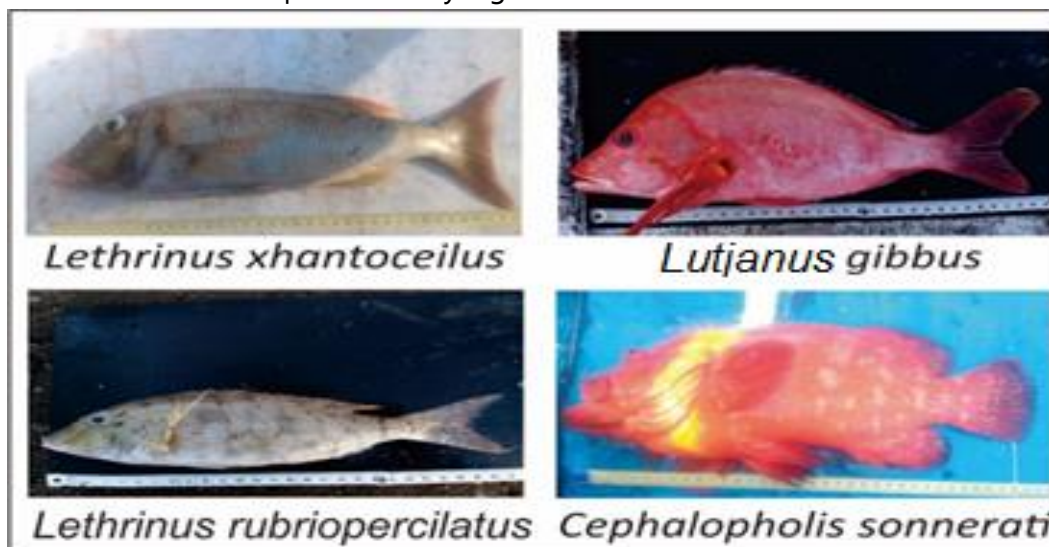 Lethrinus xhantoceilus
Lutjanus gibbus
Lethrinus rubriopercilatus
Cephalopholis sonnerati